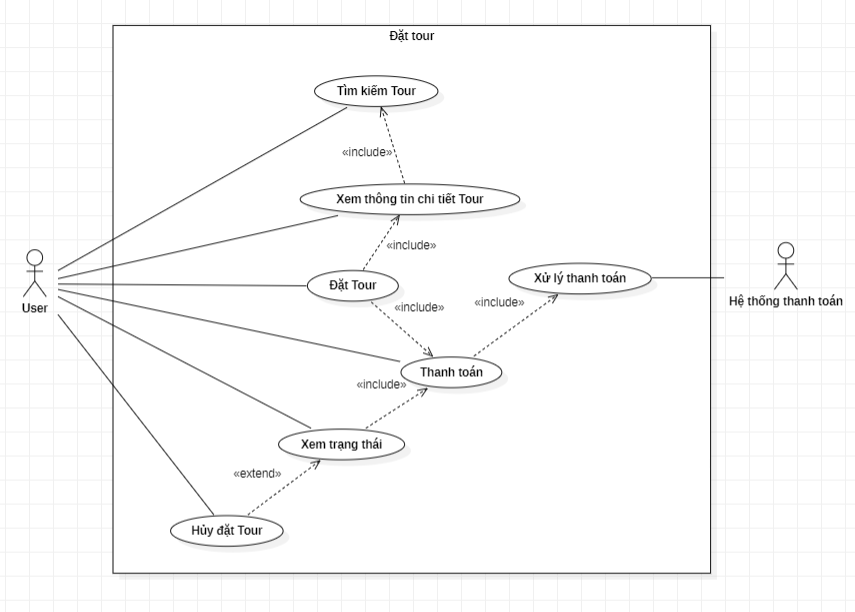 Đặt tour
Tìm kiếm Tour
«include»
Xem thông tin chi tiết Tour
«include»
Đặt Tour
Xử lý thanh toán
«include»
«include»
User
Hệ thống thanh toán
Thanh toán
«include»
Xem trạng thái
«extend»
Hủy đặt Tour